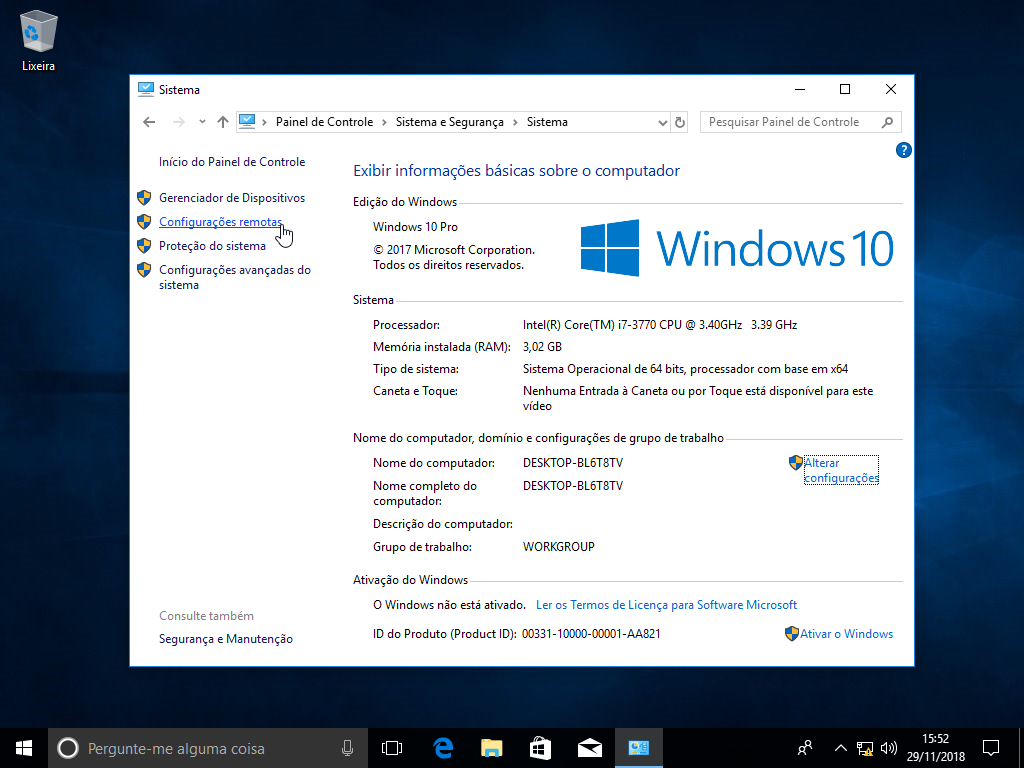 Lixeira
Sistema
Painel de Controle
Sistema e Segurança
Sistema
Pesquisar Painel de Controle
?
Início do Painel de Controle
Gerenciador de Dispositivos
Configurações remotas
Proteção do sistema
Configurações avançadas do
sistema
Consulte também
Segurança e Manutenção
Exibir informações básicas sobre o computador
Edição do Windows
Windows 10 Pro
© 2017 Microsoft Corporation.
Todos os direitos reservados.
Windows 10
Sistema
Processador: Intel(R) Core(TM) i7-3770 CPU @ 3.40GHz 3.39 GHz
Memória instalada (RAM): 3,02 GB
Tipo de sistema: Sistema Operacional de 64 bits, processador com base em x64
Caneta e Toque: Nenhuma Entrada à Caneta ou por Toque está disponível para este
vídeo
Nome do computador, domínio e configurações de grupo de trabalho
Nome do computador: DESKTOP-BL6T8TV
Alterar
configurações
Nome completo do
computador:
DESKTOP-BL6T8TV
Descrição do computador:
Grupo de trabalho: WORKGROUP
Ativação do Windows
O Windows não está ativado. Ler os Termos de Licença para Software Microsoft
ID do Produto (Product ID): 00331-10000-00001-AA821
Ativar o Windows
Pergunte-me alguma coisa
15:52
29/11/2018